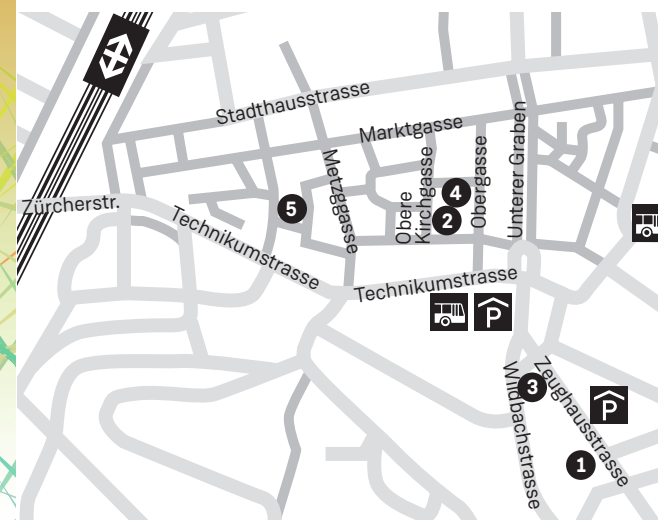 Stadthausstrasse
Marktgasse
Metzggasse
Obere
Kirchgasse
Obergasse
Unterer Graben
4
2
5
Zürcherstr.
Technikumstrasse
Technikumstrasse
P
Wildbachstrasse
3
Zeughausstrasse
P
1